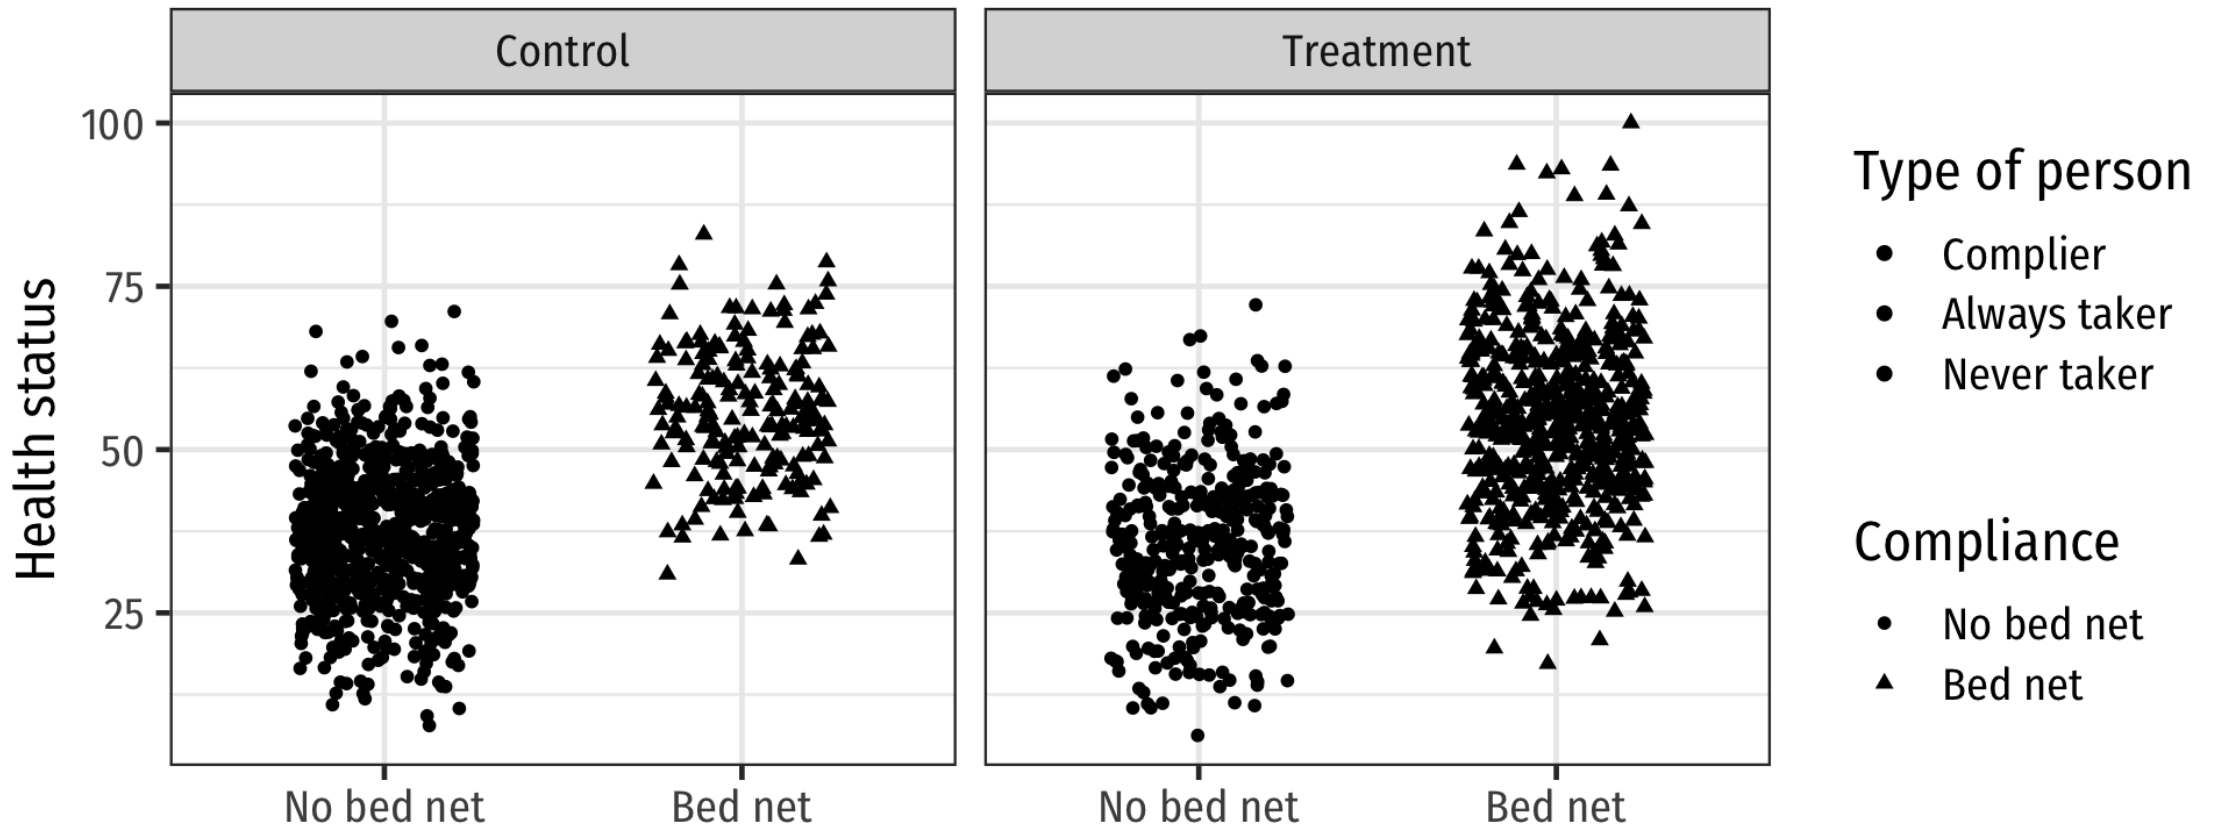 Control
Treatment
Health status
100
75
50
25
No bed net
Bed net
No bed net
Bed net
Type of person
Complier
Always taker
Never taker
Compliance
No bed net
Bed net